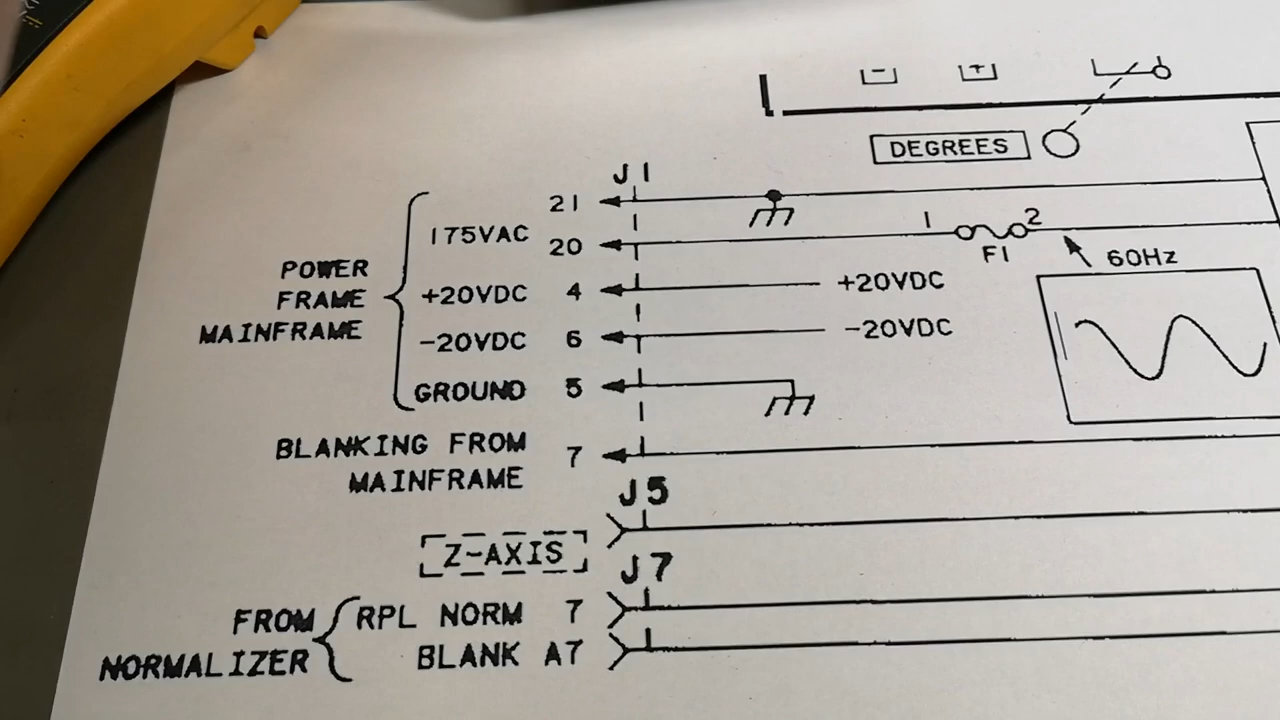 - +
DEGREES
J1
21
175VAC
20
1 2
F1
60Hz
POWER
FRAME
MAINFRAME
+20VDC 4 +20VDC
-20VDC 6 -20VDC
GROUND 5
BLANKING FROM
MAINFRAME
7
J5
Z-AXIS
J7
FROM
NORMALIZER
RPL NORM 7
BLANK A7